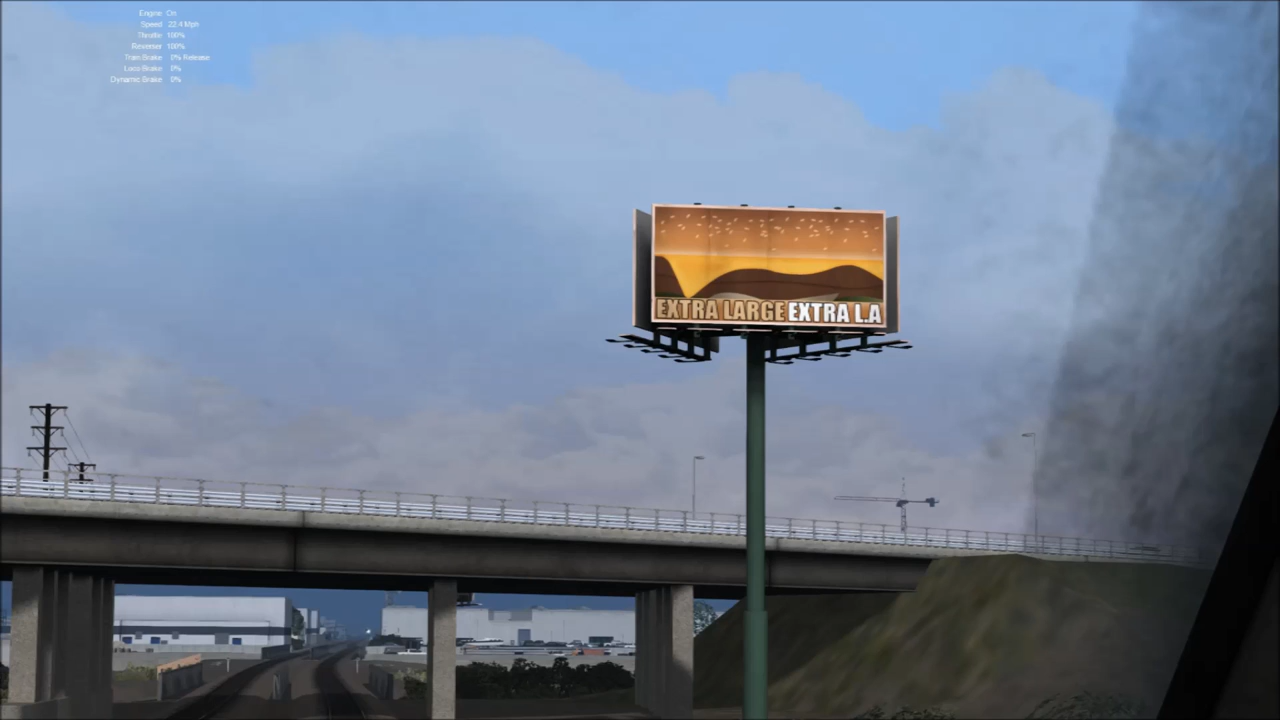 Engine On
Speed 22.4 Mph
Throttle 100%
Reverser 100%
Train Brake 0% Release
Loco Brake 0%
Dynamic Brake 0%
EXTRA LARGE EXTRA L.A